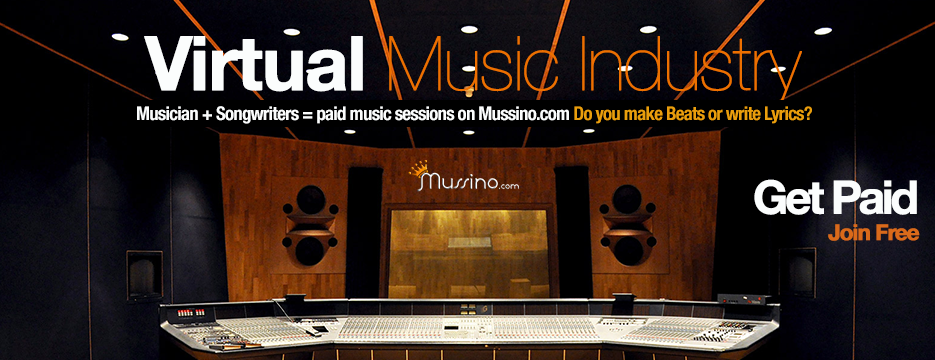 Virtual Music Industry
Musician + Songwriters = paid music sessions on Mussino.com Do you make Beats or write Lyrics?
Mussino.com
Get Paid
Join Free